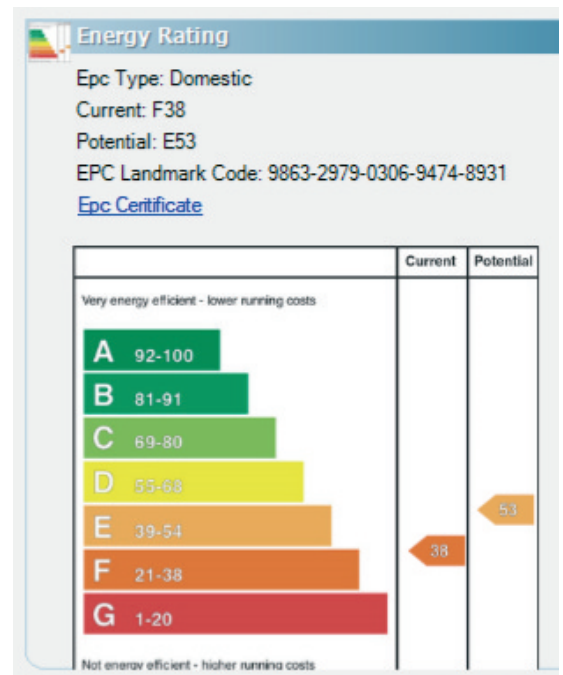 Energy Rating
Epc Type: Domestic
Current: F38
Potential: E53
EPC Landmark Code: 9863-2979-0306-9474-8931
Epc Ceritificate
Current Potential
Very energy efficient - lower running costs
A 92-100
B 81-91
C 69-80
D 55-68
53
E 39-54
38
F 21-38
G 1-20
Not energy efficient - higher running costs